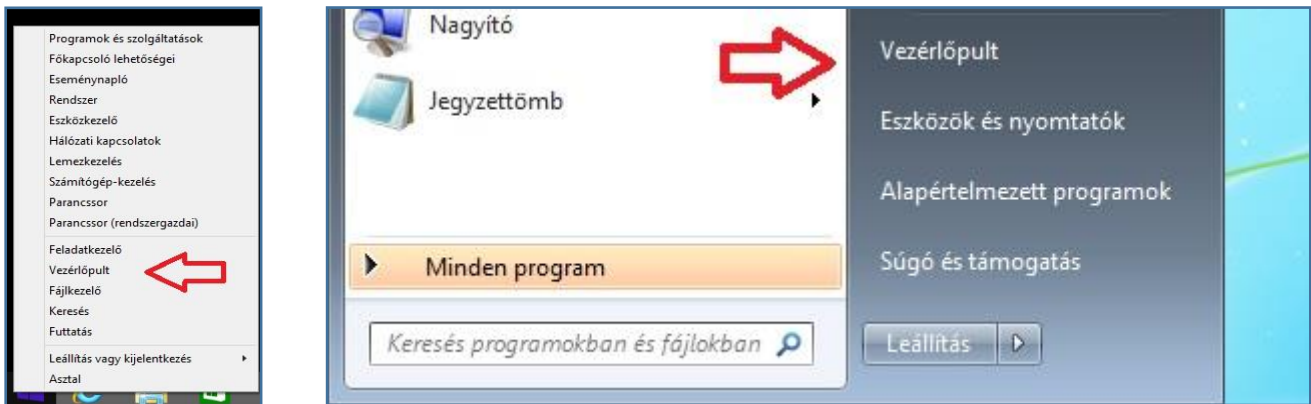 Programok és szolgáltatások
Főkapcsoló lehetőségei
Eseménynapló
Rendszer
Eszközkezelő
Hálózati kapcsolatok
Lemezkezelés
Számítógép-kezelés
Parancssor
Parancssor (rendszergazdai)
Feladatkezelő
Vezérlőpult
Fájlkezelő
Keresés
Futtatás
Leállítás vagy kijelentkezés
Asztal
Nagyító
Jegyzettömb
Minden program
Keresés programokban és fájlokban
Vezérlőpult
Eszközök és nyomtatók
Alapértelmezett programok
Súgó és támogatás
Leállítás